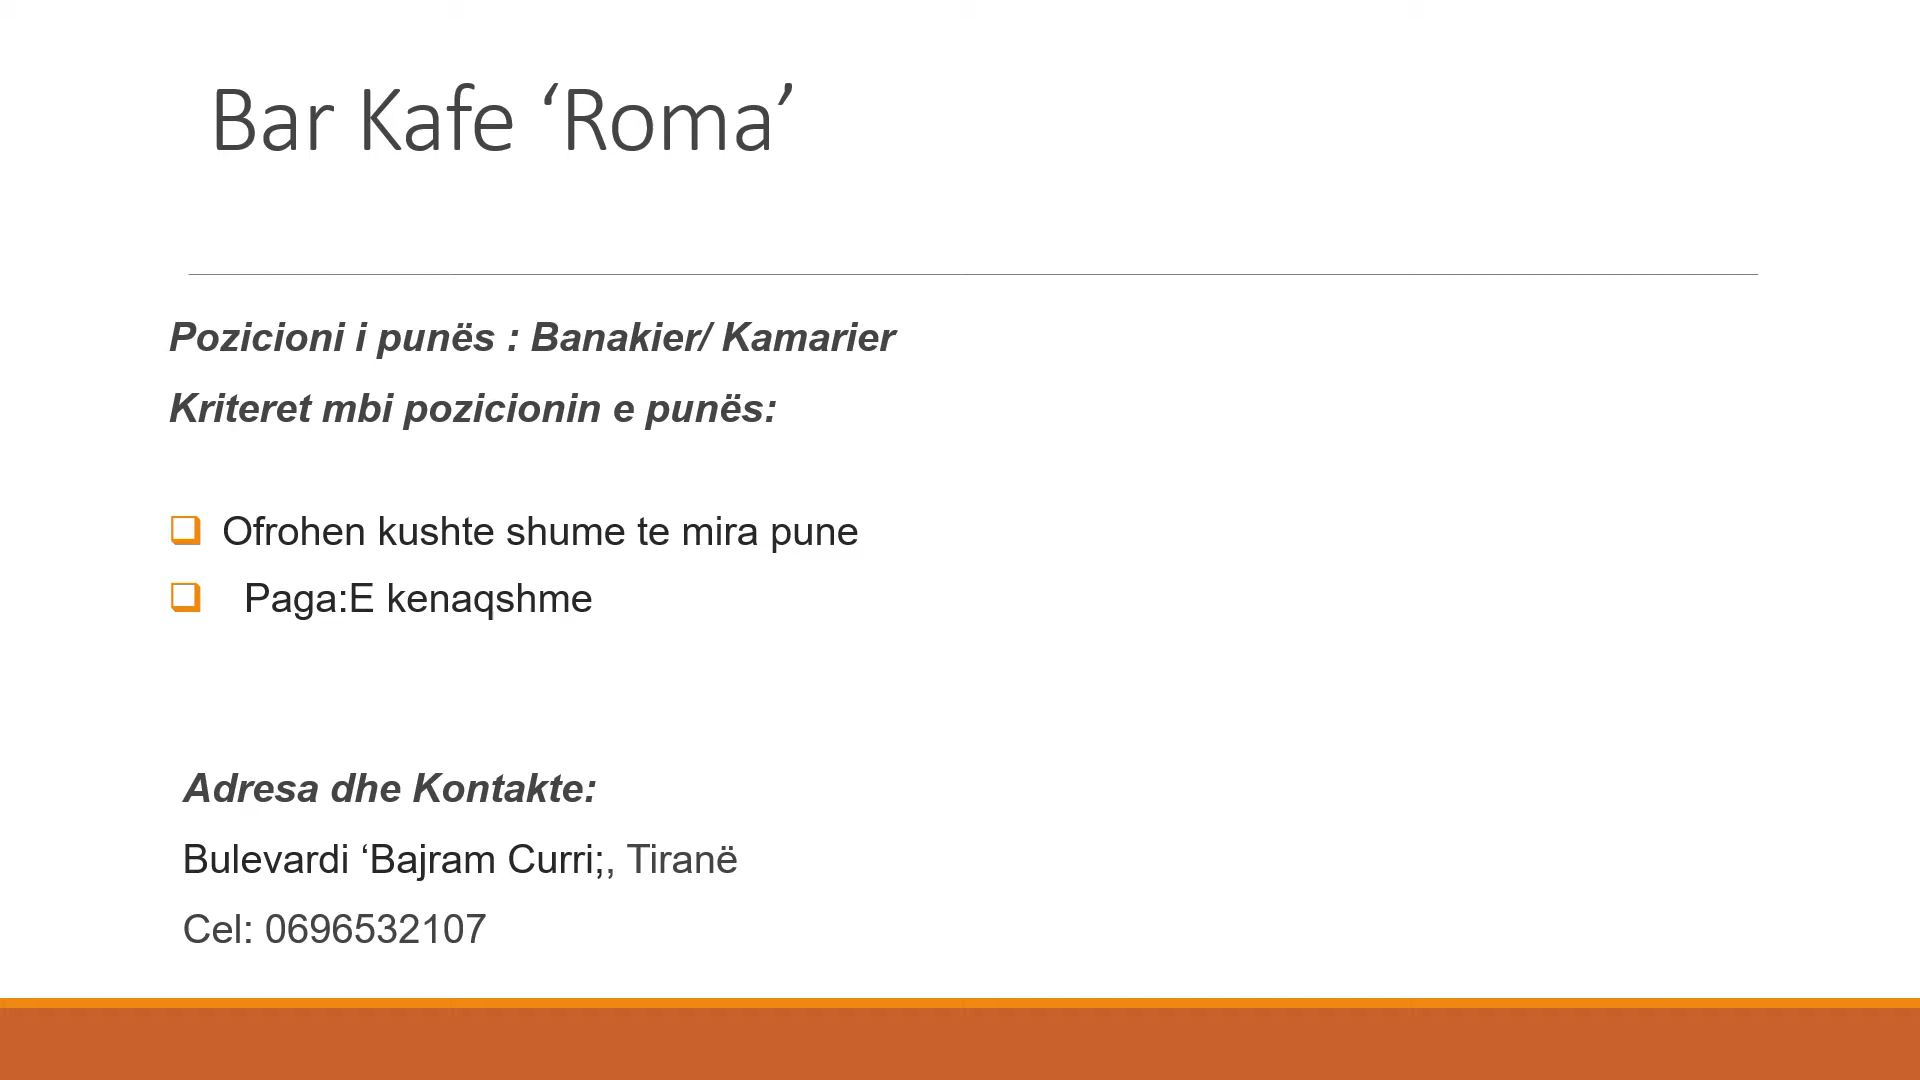 Bar Kafe ‘Roma’
Pozicioni i punës : Banakier/ Kamarier
Kriteret mbi pozicionin e punës:
❑ Ofrohen kushte shume te mira pune
❑ Paga:E kenaqshme
Adresa dhe Kontakte:
Bulevardi ‘Bajram Curri;, Tiranë
Cel: 0696532107